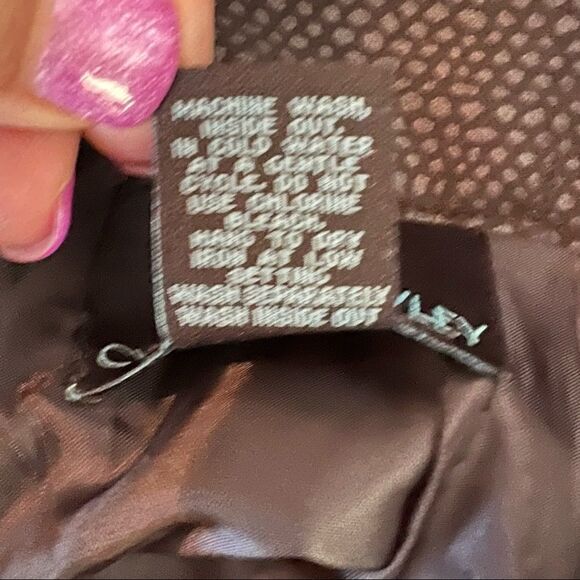 MACHINE WASH,
INSIDE OUT,
IN COLD WATER
AT A GENTLE
CYCLE. DO NOT
USE CHLORINE
BLEACH.
HANG TO DRY
IRON AT LOW
SETTING
WASH SEPARATELY
WASH INSIDE OUT